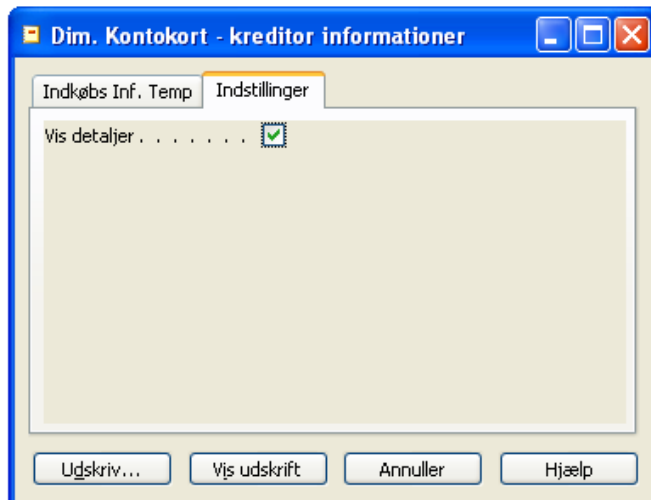 Dim. Kontokort - kreditor informationer
Indkøbs Inf. Temp Indstillinger
Vis detaljer . . . . . . .
Udskriv... Vis udskrift Annuller Hjælp